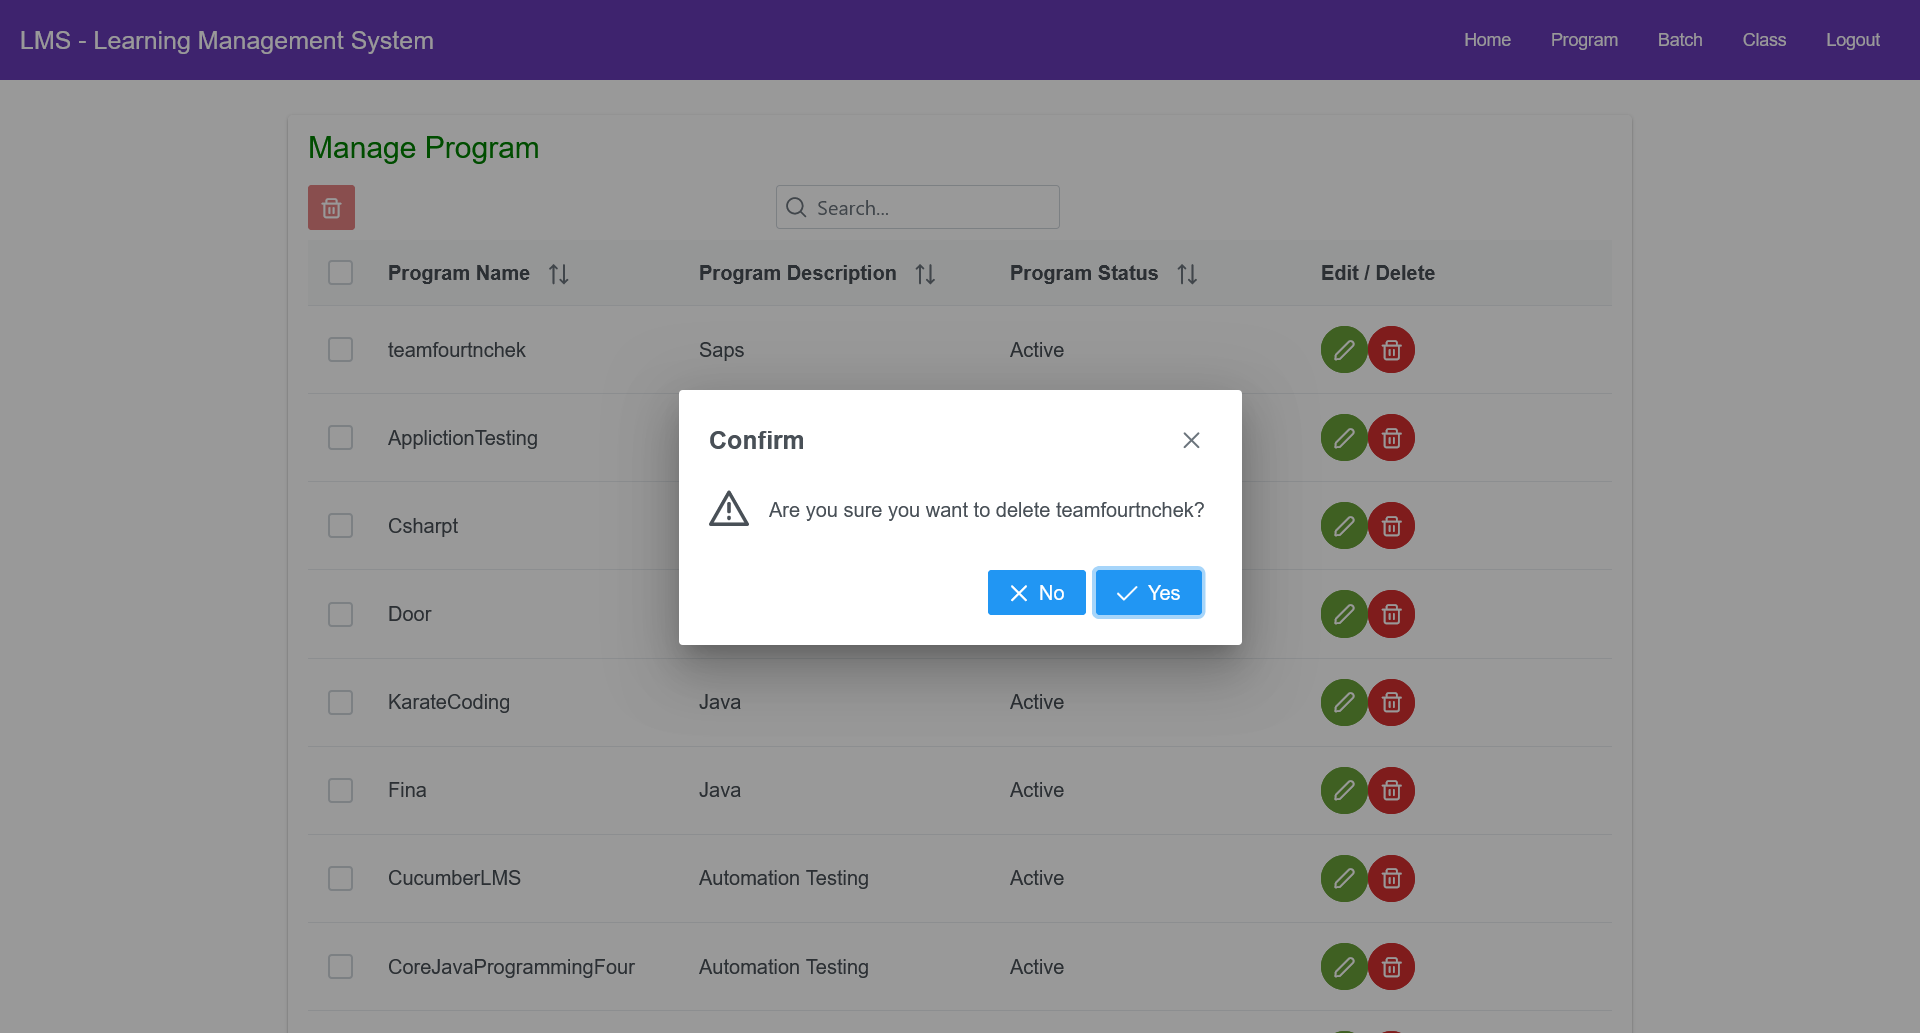 LMS - Learning Management System
Home Program Batch Class Logout
Manage Program
Search...
Program Name Program Description Program Status Edit / Delete
teamfourtnchek Saps Active
ApplictionTesting
Confirm
Are you sure you want to delete teamfourtnchek?
No Yes
Csharpt
Door
KarateCoding Java Active
Fina Java Active
CucumberLMS Automation Testing Active
CoreJavaProgrammingFour Automation Testing Active